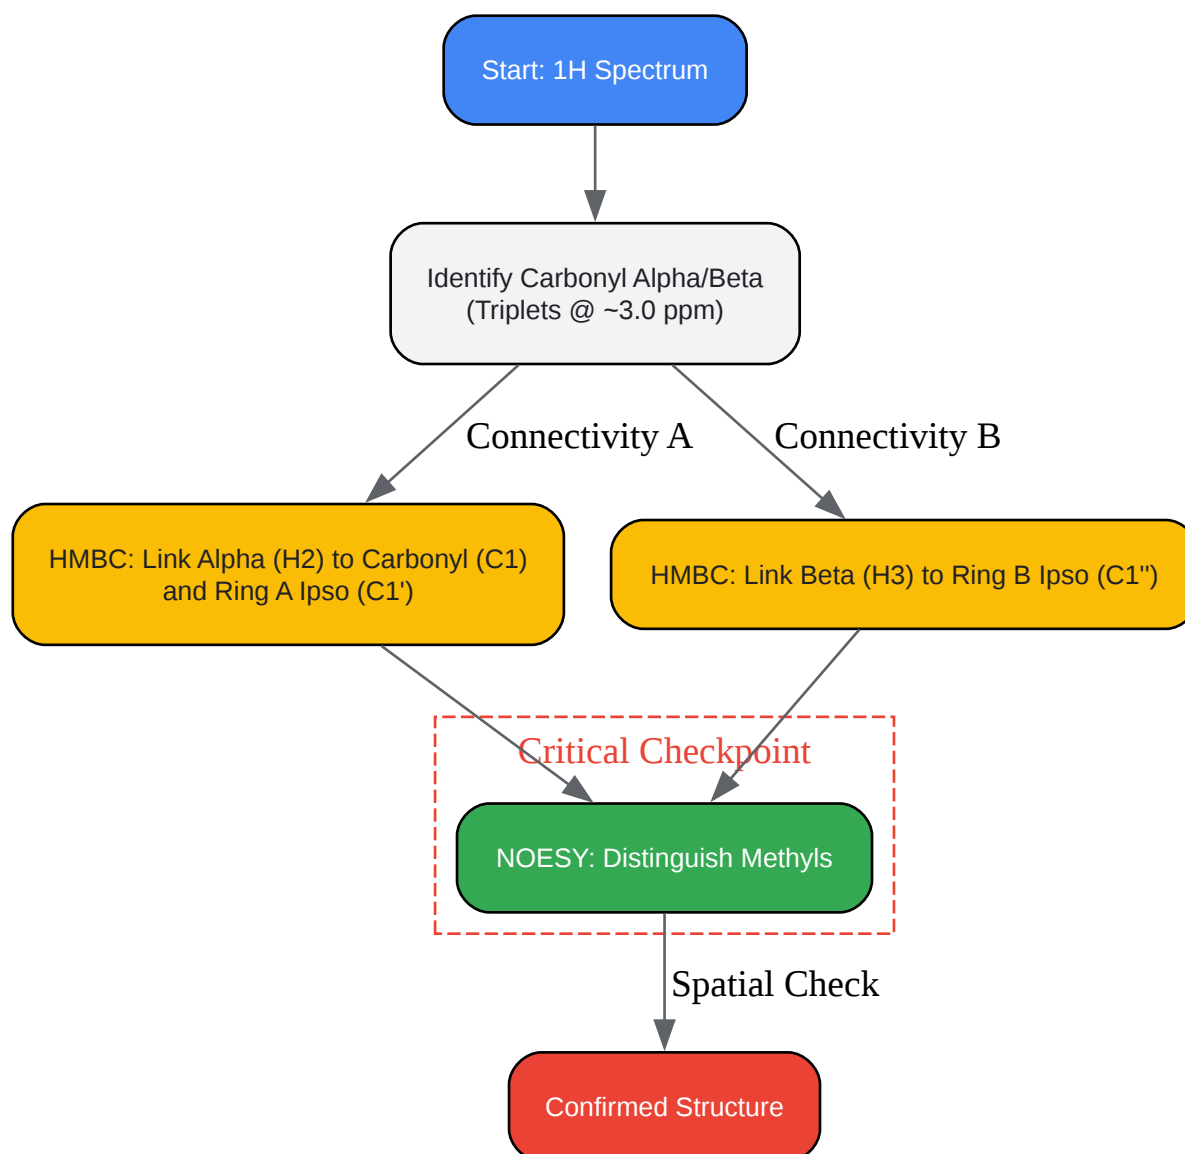 Start: 1H Spectrum
Identify Carbonyl Alpha/Beta
(Triplets @ ~3.0 ppm)
Connectivity A
Connectivity B
HMBC: Link Alpha (H2) to Carbonyl (C1)
and Ring A Ipso (C1')
HMBC: Link Beta (H3) to Ring B Ipso (C1'')
Critical Checkpoint
NOESY: Distinguish Methyls
Spatial Check
Confirmed Structure